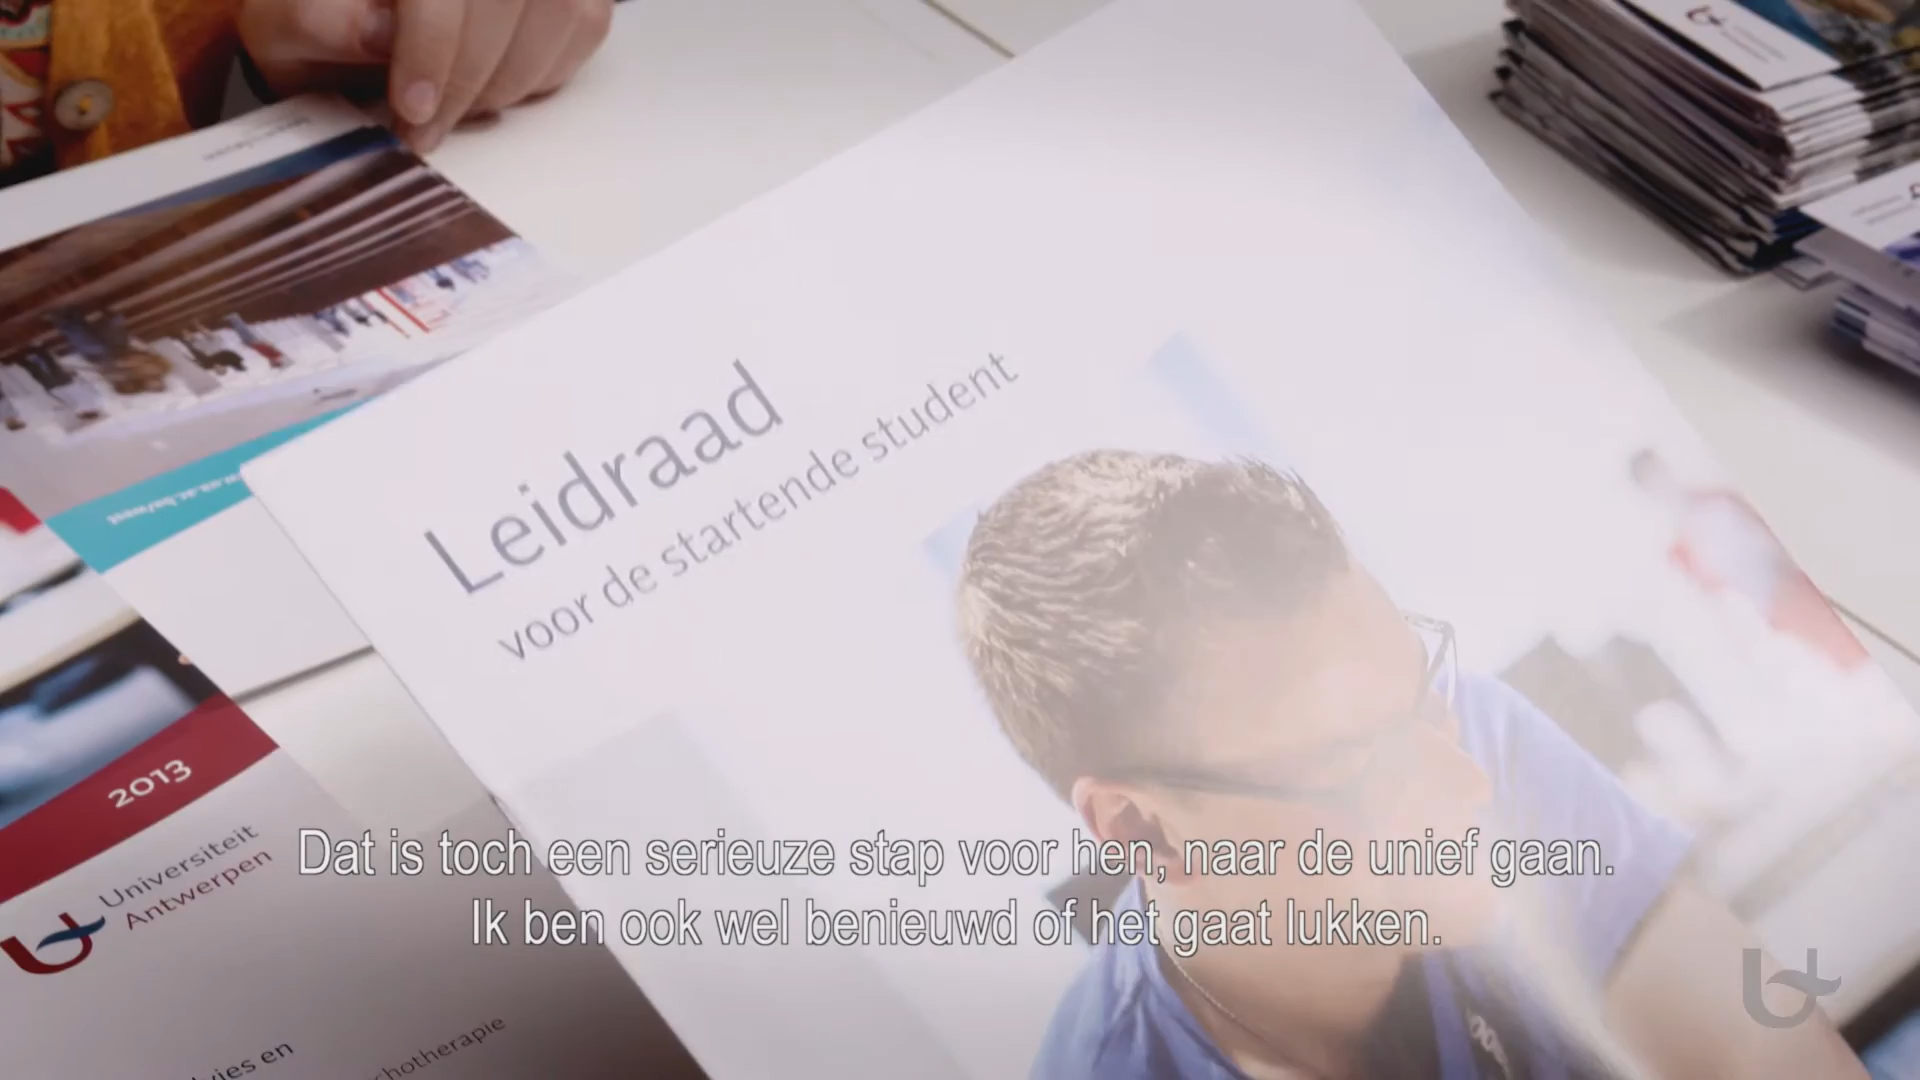 Leidraad
voor de startende student
2013
Universiteit
Antwerpen
Dat is toch een serieuze stap voor hen, naar de unief gaan.
Ik ben ook wel benieuwd of het gaat lukken.
en